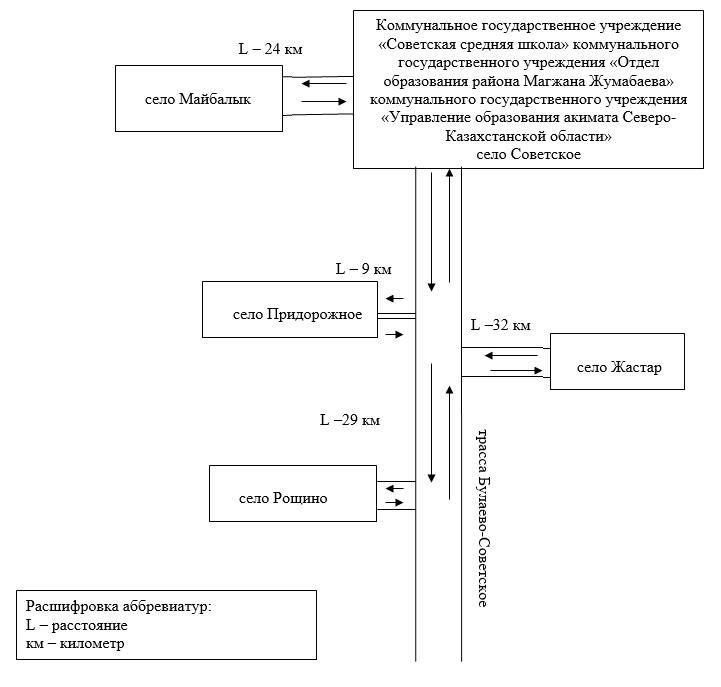 Коммунальное государственное учреждение
«Советская средняя школа» коммунального
государственного учреждения «Отдел
образования района Магжана Жумабаева»
коммунального государственного учреждения
«Управление образования акимата Северо-
Казахстанской области»
село Советское
L – 24 км
село Майбалык
L – 9 км
село Придорожное
L –32 км
село Жастар
L –29 км
село Рощино
трасса Булаево-Советское
Расшифровка аббревиатур:
L – расстояние
км – километр